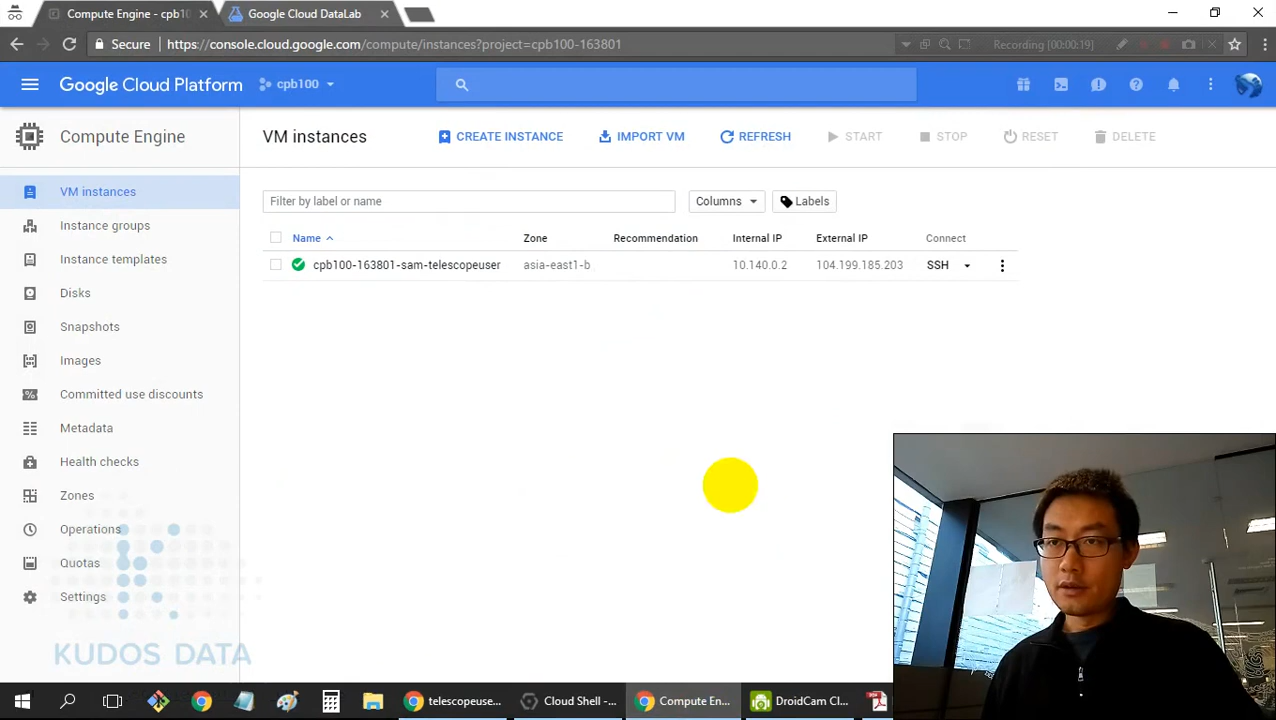 Compute Engine - cpb10
Google Cloud DataLab
Secure
https://console.cloud.google.com/compute/instances?project=cpb100-163801
Recording [00:00:19]
Google Cloud Platform
cpb100
Compute Engine
VM instances
CREATE INSTANCE
IMPORT VM
REFRESH
START
STOP
RESET
DELETE
VM instances
Instance groups
Instance templates
Disks
Snapshots
Images
Committed use discounts
Metadata
Health checks
Zones
Operations
Quotas
Settings
Filter by label or name
Columns
Labels
Name
Zone
Recommendation
Internal IP
External IP
Connect
cpb100-163801-sam-telescopeuser
asia-east1-b
10.140.0.2
104.199.185.203
SSH
KUDOS DATA
telescopeuse...
Cloud Shell -...
Compute En...
DroidCam Cl...